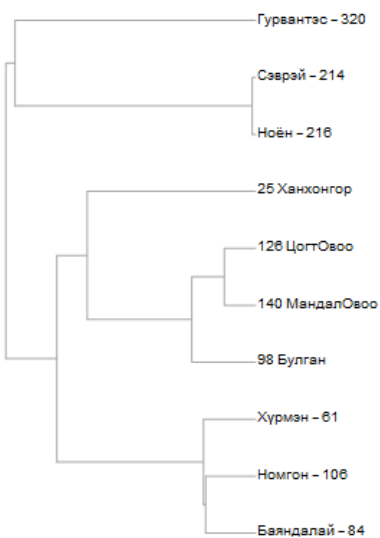 Гурвантэс – 320
Сэврэй – 214
Ноён – 216
25 Ханхонгор
126 ЦогтОвоо
140 МандалОвоо
98 Булган
Хүрмэн – 61
Номгон – 106
Баяндалай – 84